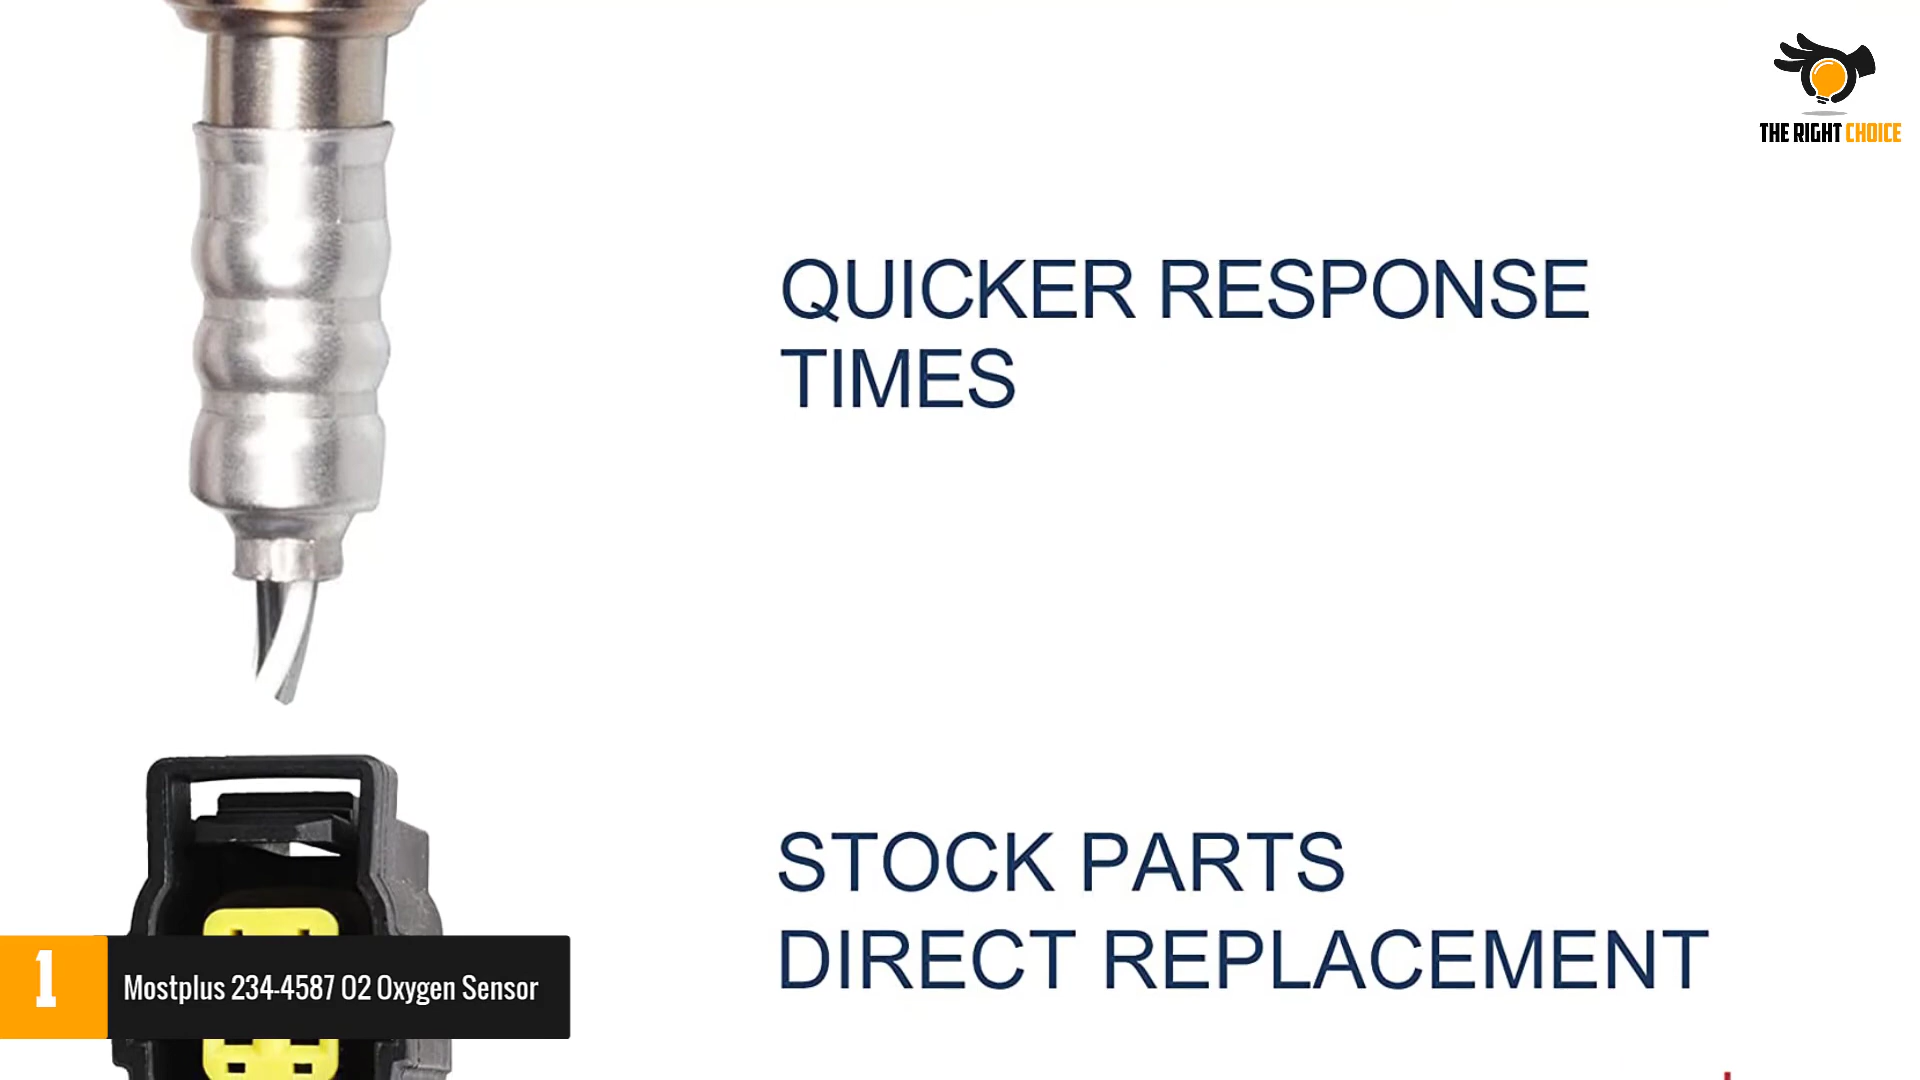 THE RIGHT CHOICE
QUICKER RESPONSE
TIMES
STOCK PARTS
DIRECT REPLACEMENT
1
Mostplus 234-4587 O2 Oxygen Sensor